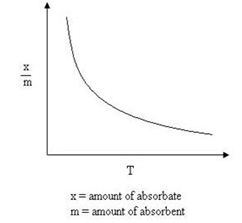 x
m
T
x = amount of absorbate
m = amount of absorbent